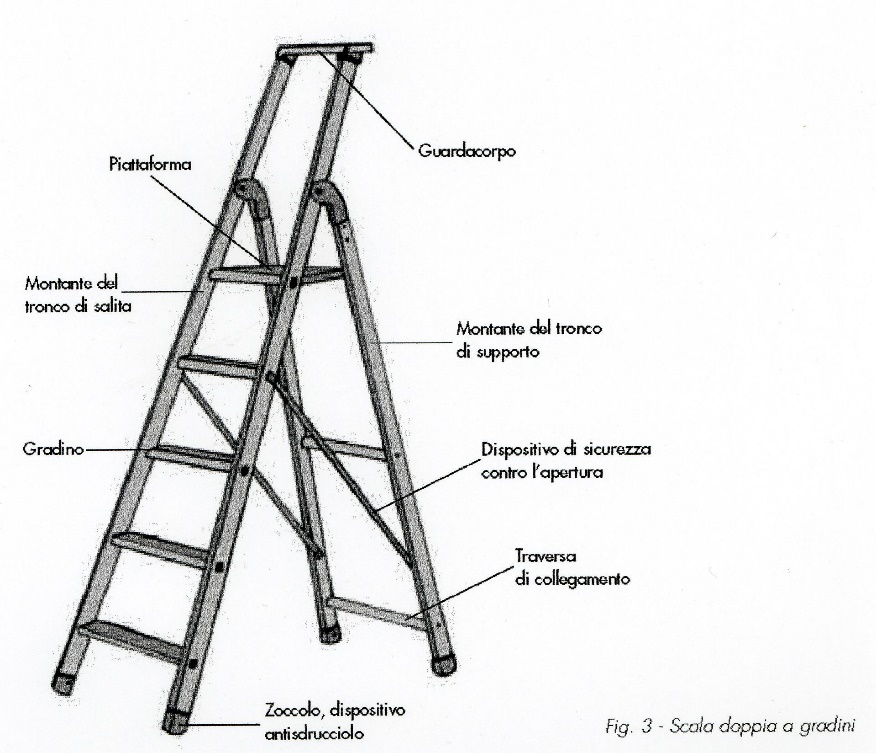 Guardacorpo
Piattaforma
Montante del
tronco di salita
Montante del tronco
di supporto
Gradino
Dispositivo di sicurezza
contro l'apertura
Traversa
di collegamento
Zoccolo, dispositivo
antisdrucciolo
Fig. 3 - Scala doppia a gradini